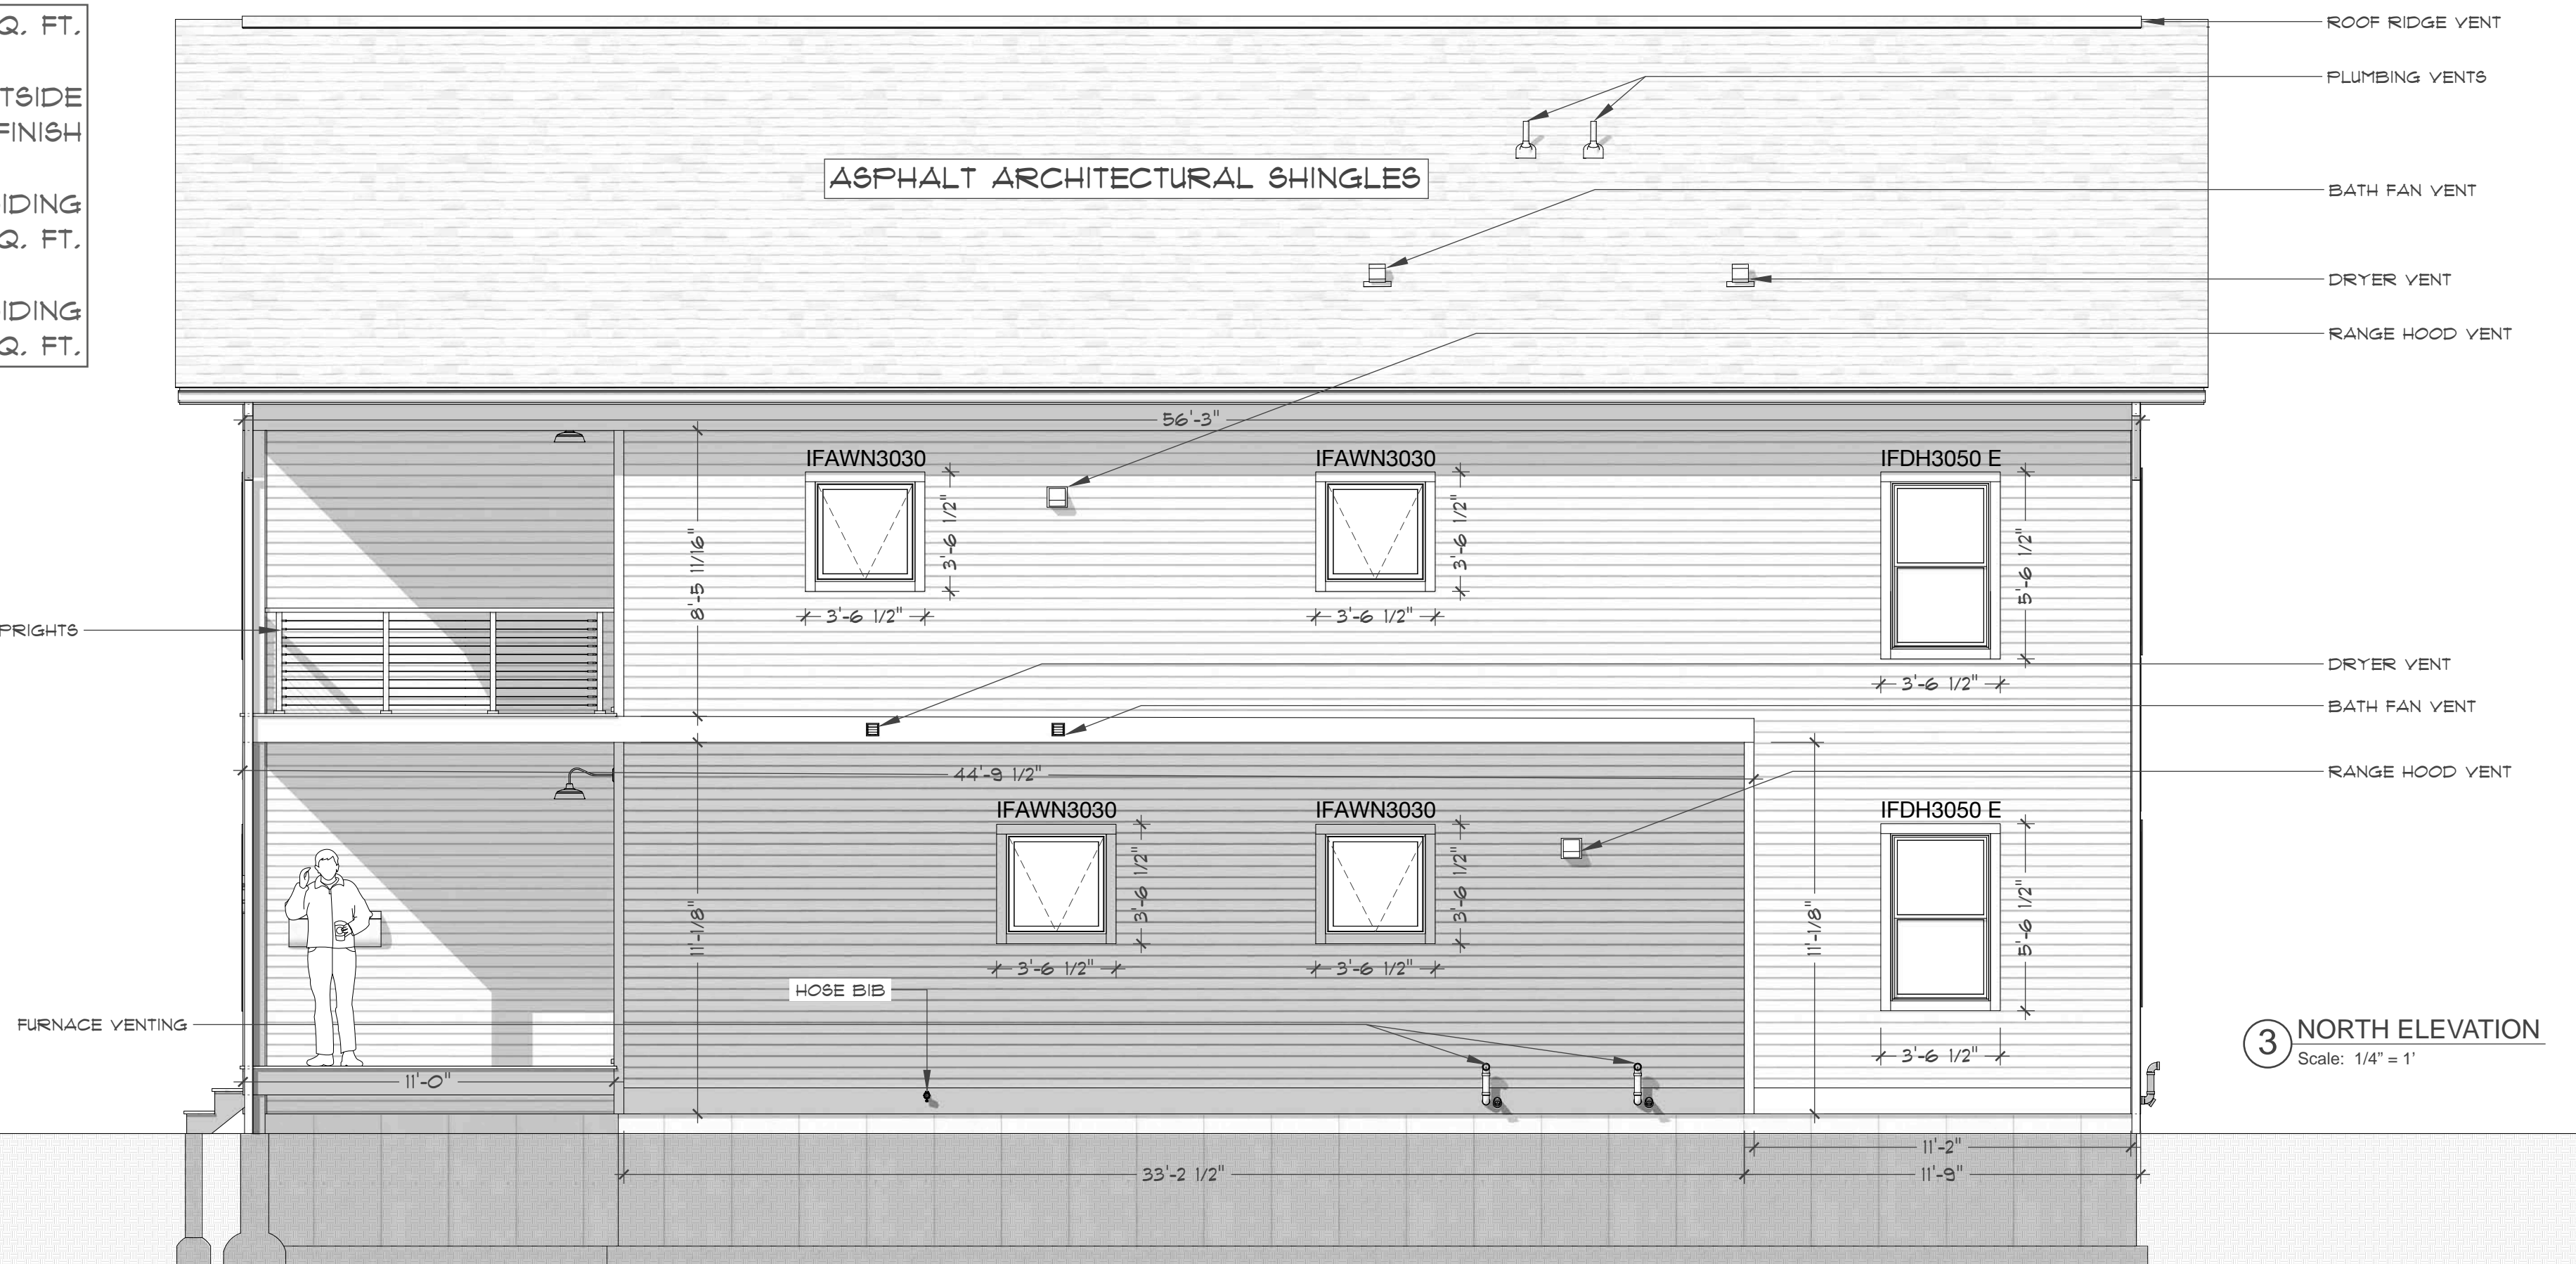 Q. FT.
TSIDE
FINISH
IDING
Q. FT.
IDING
Q. FT.
ROOF RIDGE VENT
PLUMBING VENTS
ASPHALT ARCHITECTURAL SHINGLES
BATH FAN VENT
DRYER VENT
RANGE HOOD VENT
56'-3"
IFAWN3030
IFAWN3030
IFDH3050 E
3'-6 1/2"
3'-6 1/2"
5'-6 1/2"
8'-5 11/16"
3'-6 1/2"
3'-6 1/2"
3'-6 1/2"
PRIGHTS
DRYER VENT
BATH FAN VENT
RANGE HOOD VENT
44'-9 1/2"
IFAWN3030
IFAWN3030
IFDH3050 E
3'-6 1/2"
3'-6 1/2"
5'-6 1/2"
11'-1/8"
11'-1/8"
3'-6 1/2"
3'-6 1/2"
HOSE BIB
FURNACE VENTING
3'-6 1/2"
11'-0"
3 NORTH ELEVATION
Scale: 1/4" = 1'
11'-2"
33'-2 1/2"
11'-9"